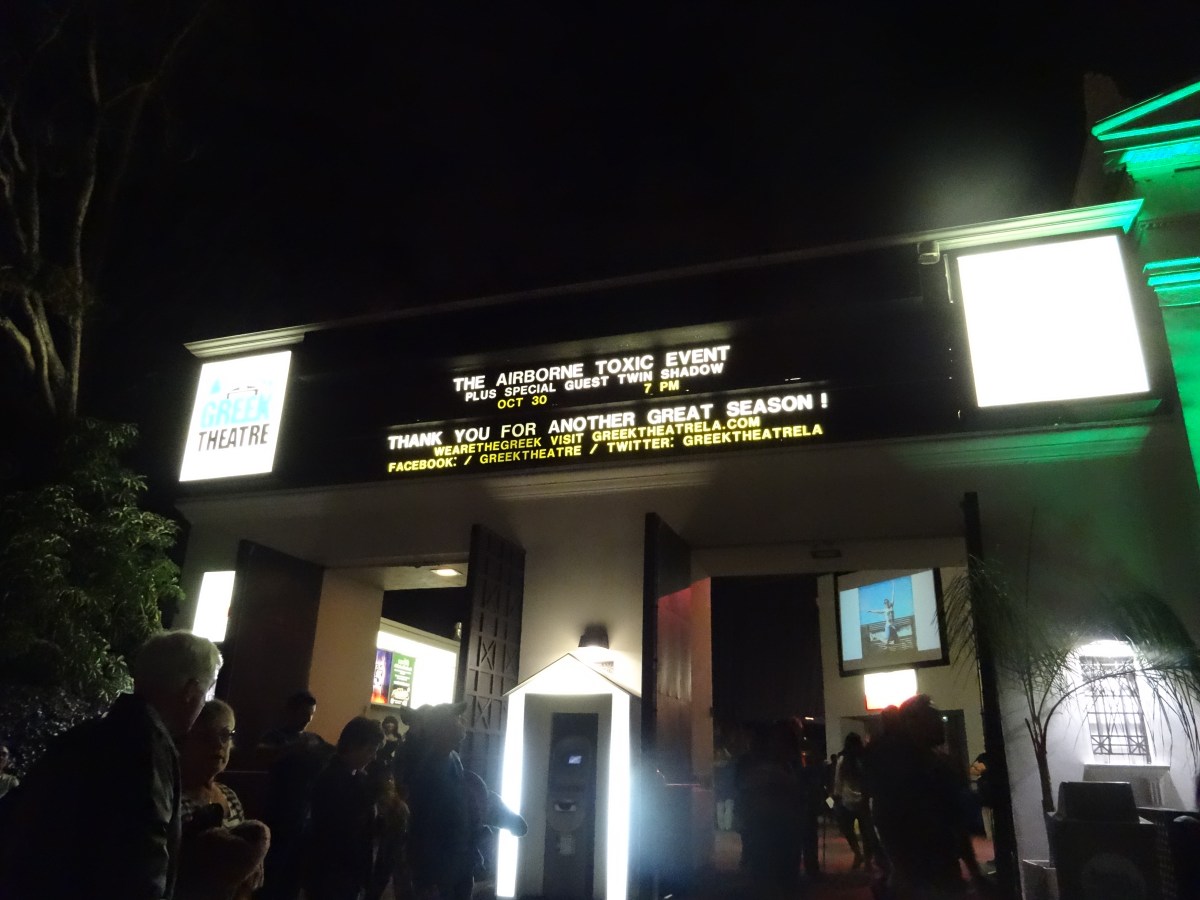 GREEK
THEATRE
THE AIRBORNE TOXIC EVENT
PLUS SPECIAL GUEST TWIN SHADOW
OCT 30 7 PM
THANK YOU FOR ANOTHER GREAT SEASON !
WEARETHEGREEK VISIT GREEKTHEATRELA.COM
FACEBOOK: / GREEKTHEATRE / TWITTER: GREEKTHEATRELA